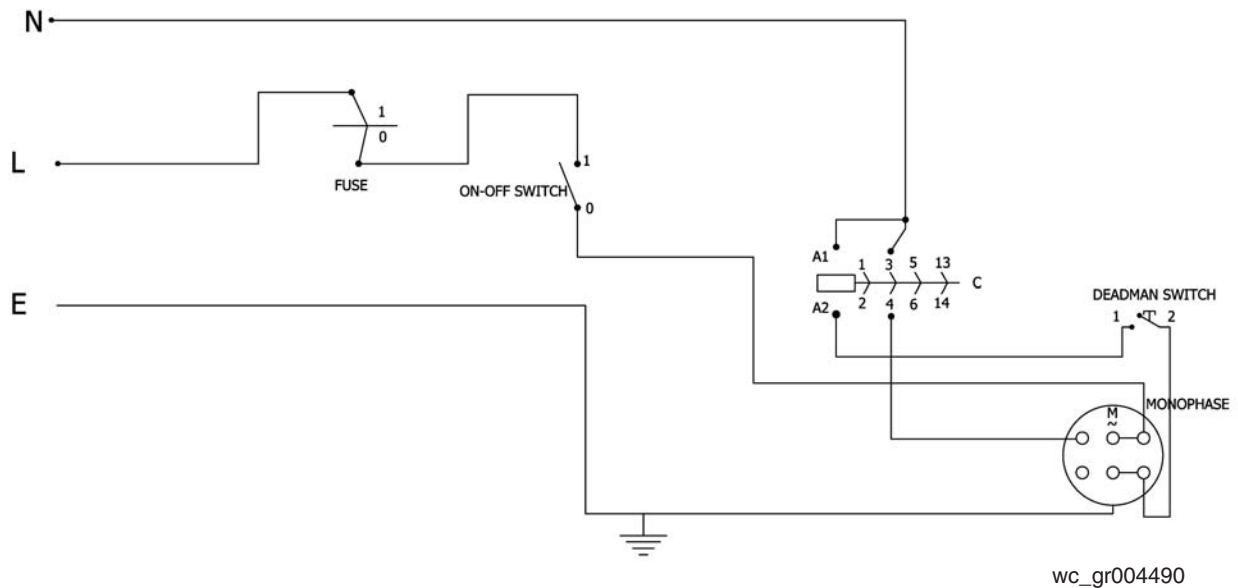 N
1
0
L
FUSE
ON-OFF SWITCH
1
0
A1
1 3 5 13
C
A2
2 4 6 14
E
DEADMAN SWITCH
1 T 2
MONOPHASE
M
~
wc_gr004490